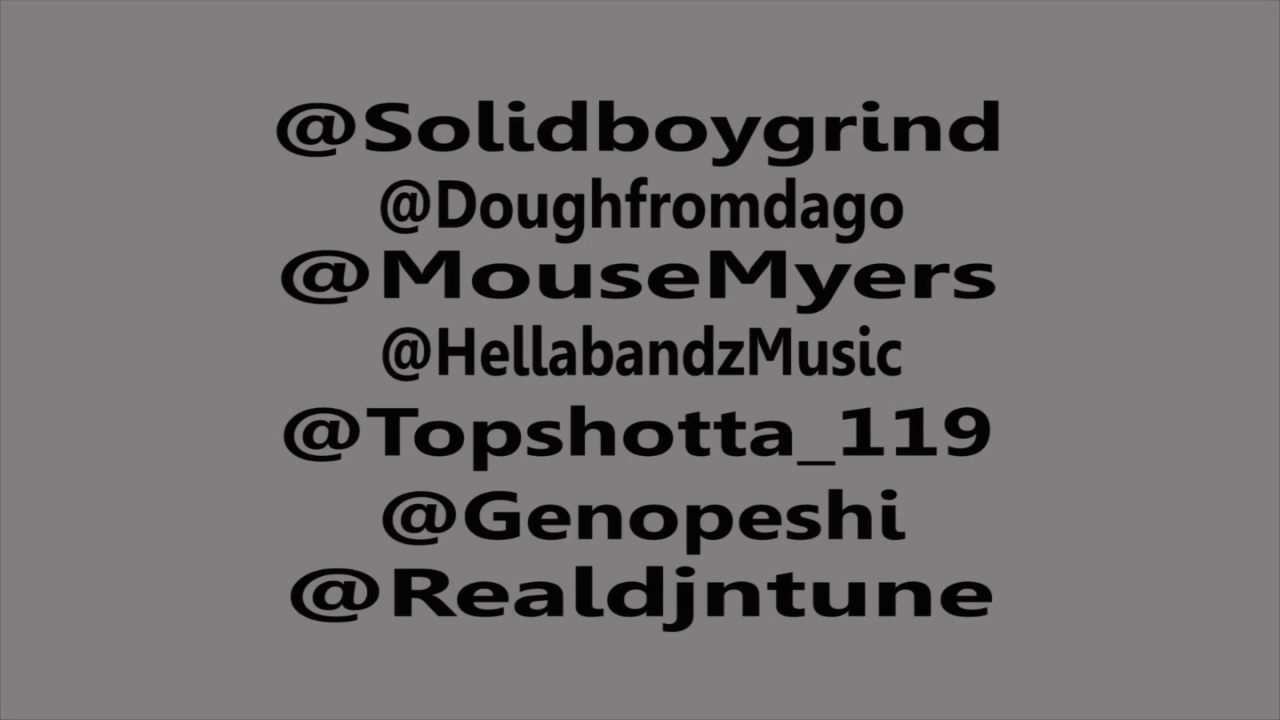 @Solidboygrind
@Doughfromdago
@MouseMyers
@HellabandzMusic
@Topshotta_119
@Genopeshi
@Realdjntune